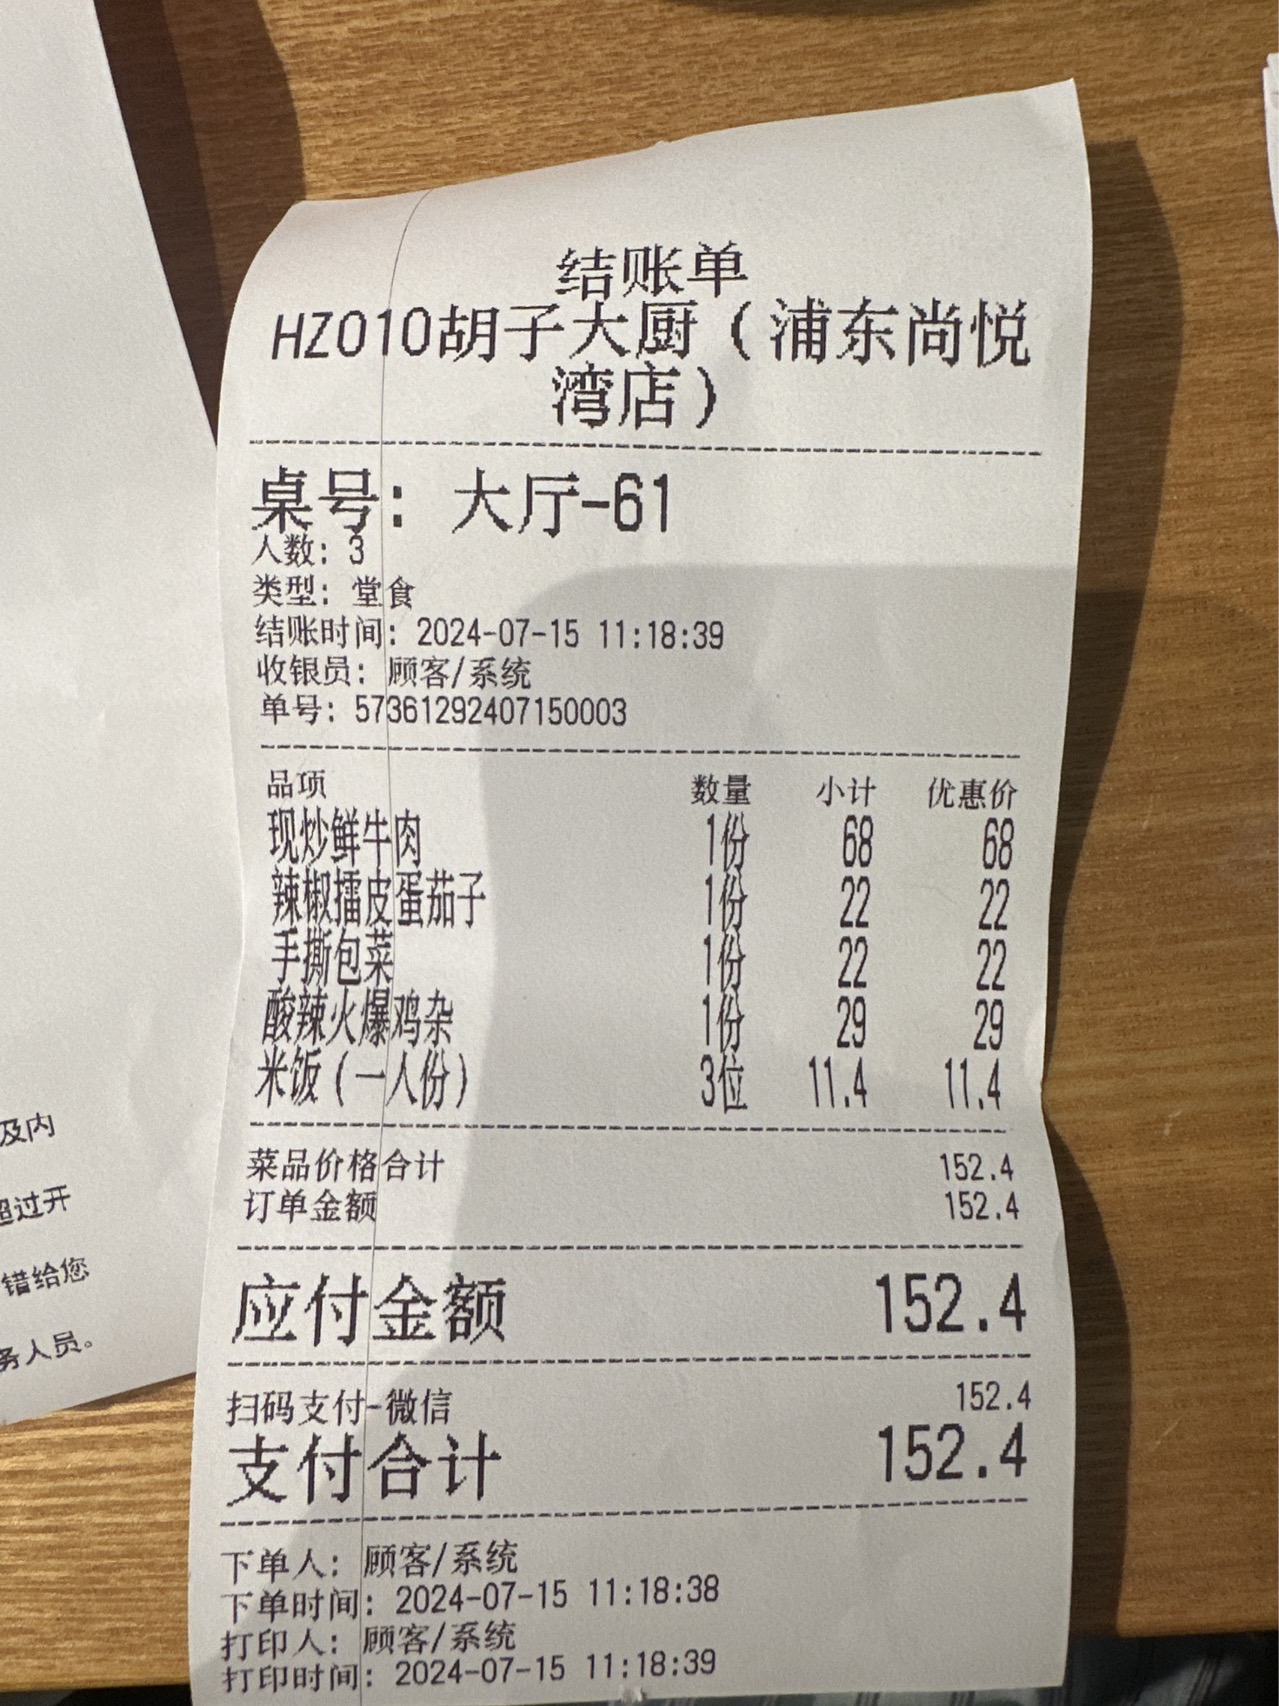 结账单
HZ010胡子大厨（浦东尚悦
湾店）
桌号：大厅-61
人数：3
类型：堂食
结账时间：2024-07-15 11:18:39
收银员：顾客/系统
单号：57361292407150003
品项 数量 小计 优惠价
现炒鲜牛肉 1份 68 68
辣椒擂皮蛋茄子 1份 22 22
手撕包菜 1份 22 22
酸辣火爆鸡杂 1份 29 29
米饭（一人份） 3位 11.4 11.4
菜品价格合计 152.4
订单金额 152.4
应付金额 152.4
扫码支付-微信 152.4
支付合计 152.4
下单人：顾客/系统
下单时间：2024-07-15 11:18:38
打印人：顾客/系统
打印时间：2024-07-15 11:18:39
及内
超过开
错给您
务人员。